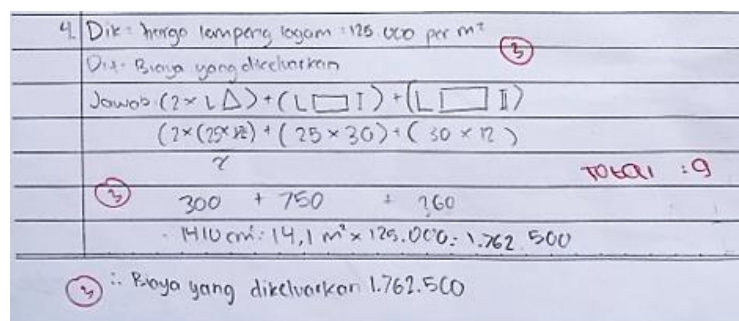 4. Dik : harga lempeng logam : 125.000 per m²
3
Dit : Biaya yang dikeluarkan
Jawab : (2 × L △) + (L ▭ I) + (L ▭ II)
(2 × (25 × 12) + (25 × 30) + (30 × 12)
2
Total : 9
3
300 + 750 + 360
1410 cm² : 14,1 m² × 125.000 : 1.762.500
3 ∴ Biaya yang dikeluarkan 1.762.500